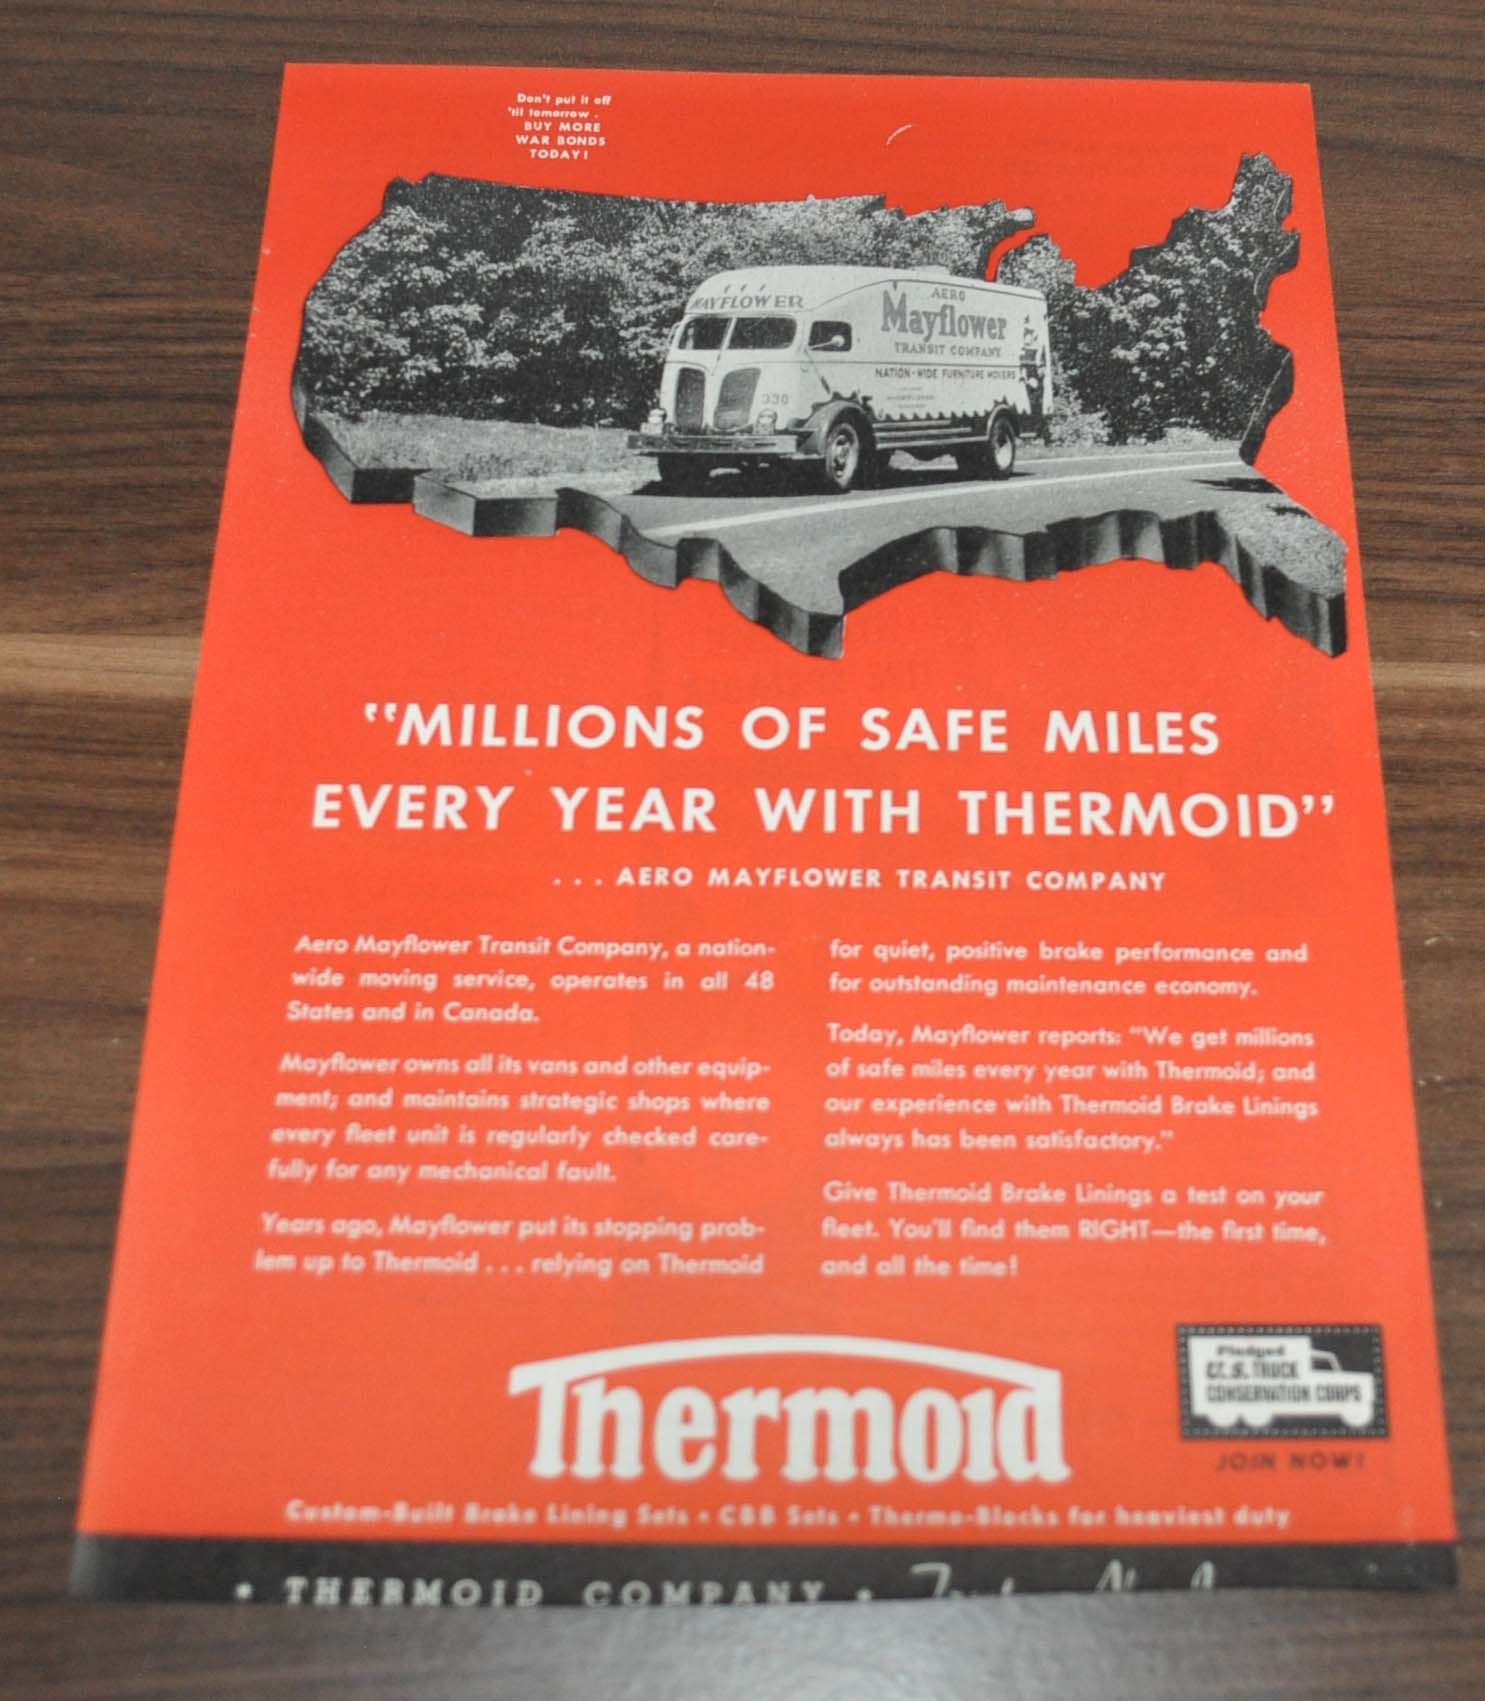 Don't put it off
'til tomorrow .
BUY MORE
WAR BONDS
TODAY!
MAYFLOWER
AERO
Mayflower
TRANSIT COMPANY
NATION-WIDE FURNITURE MOVERS
330
"MILLIONS OF SAFE MILES
EVERY YEAR WITH THERMOID"
. . . AERO MAYFLOWER TRANSIT COMPANY
Aero Mayflower Transit Company, a nation-
wide moving service, operates in all 48
States and in Canada.
Mayflower owns all its vans and other equip-
ment; and maintains strategic shops where
every fleet unit is regularly checked care-
fully for any mechanical fault.
Years ago, Mayflower put its stopping prob-
lem up to Thermoid . . . relying on Thermoid
for quiet, positive brake performance and
for outstanding maintenance economy.
Today, Mayflower reports: "We get millions
of safe miles every year with Thermoid; and
our experience with Thermoid Brake Linings
always has been satisfactory."
Give Thermoid Brake Linings a test on your
fleet. You'll find them RIGHT—the first time,
and all the time!
Pledged
U.S. TRUCK
CONSERVATION CORPS
JOIN NOW!
Thermoid
Custom-Built Brake Lining Sets • CBB Sets • Thermo-Blocks for heaviest duty
• THERMOID COMPANY •